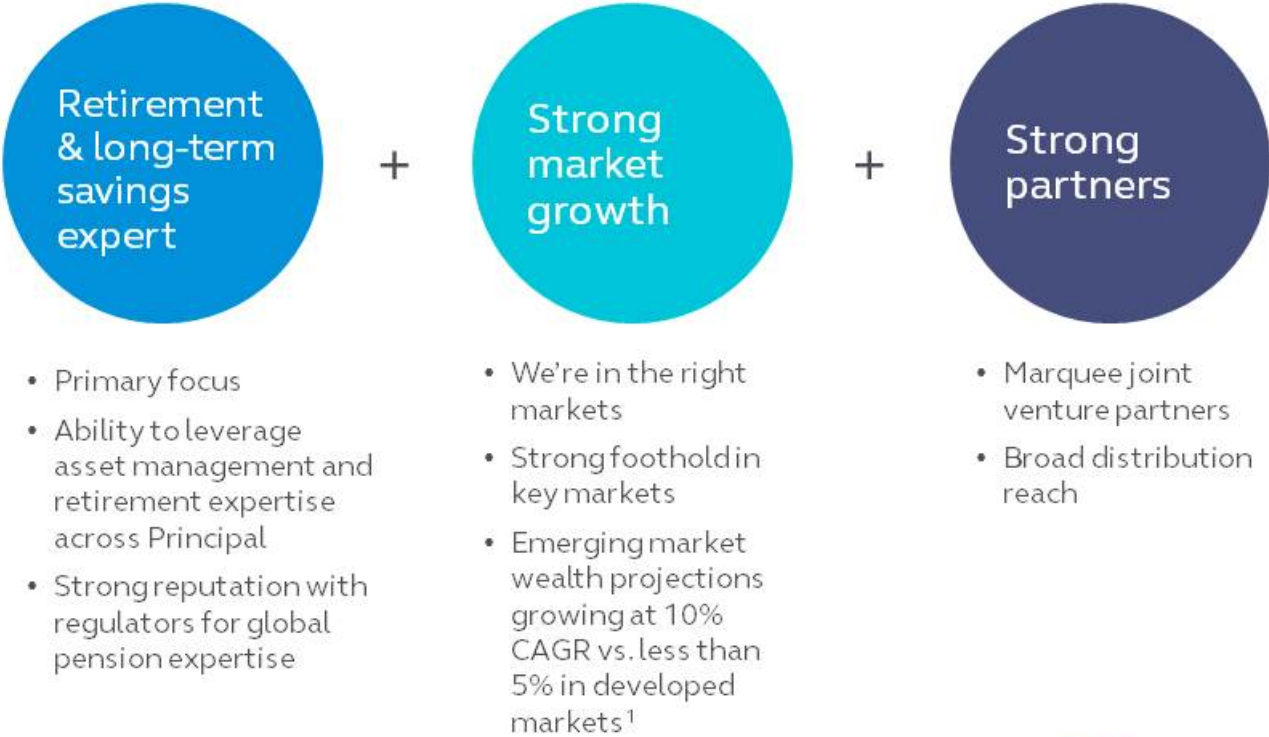 Retirement
& long-term
savings
expert
+
Strong
market
growth
+
Strong
partners
• Primary focus
• Ability to leverage
asset management and
retirement expertise
across Principal
• Strong reputation with
regulators for global
pension expertise
• We're in the right
markets
• Strong foothold in
key markets
• Emerging market
wealth projections
growing at 10%
CAGR vs. less than
5% in developed
markets¹
• Marquee joint
venture partners
• Broad distribution
reach